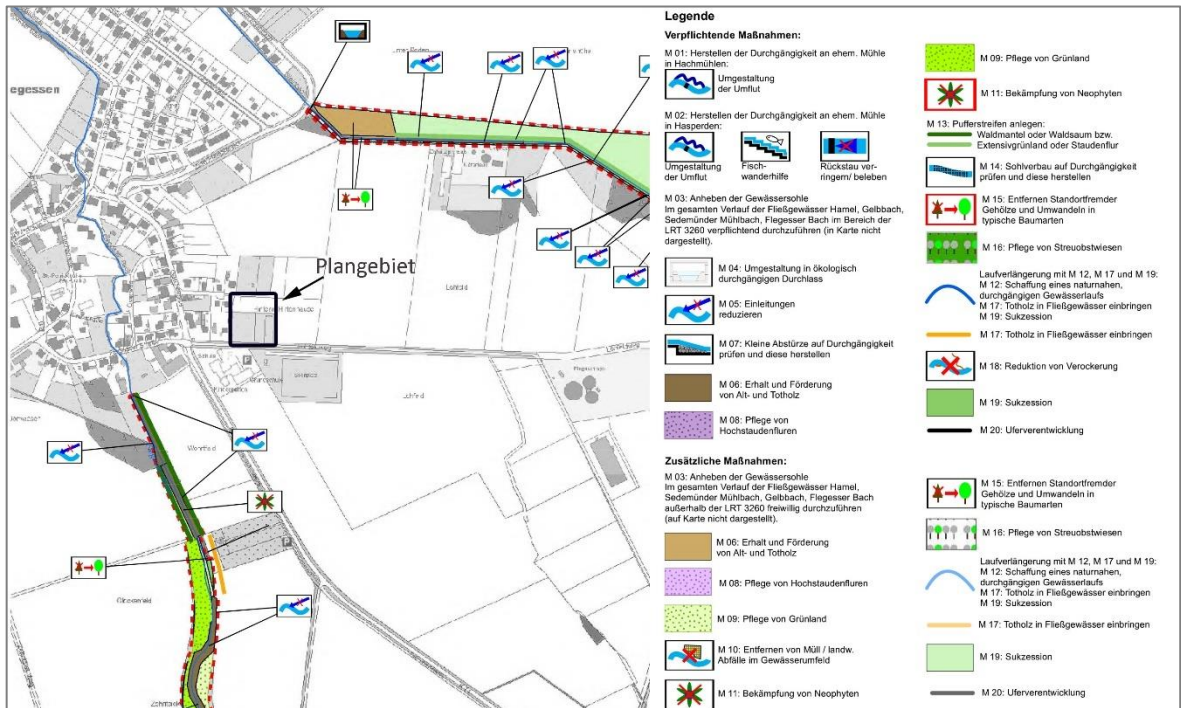 egessen
Plangebiet
Lohfeld
Lohfeld
Wohrtfeld
Legende
Verpflichtende Maßnahmen:
M 01: Herstellen der Durchgängigkeit an ehem. Mühle
in Hachmühlen:
Umgestaltung
der Umflut
M 02: Herstellen der Durchgängigkeit an ehem. Mühle
in Hasperden:
Umgestaltung
der Umflut
Fisch-
wanderhilfe
Rückstau ver-
ringern/ beleben
M 03: Anheben der Gewässersohle
Im gesamten Verlauf der Fließgewässer Hamel, Gelbbach,
Sedemünder Mühlbach, Flegesser Bach im Bereich der
LRT 3260 verpflichtend durchzuführen (in Karte nicht
dargestellt).
M 04: Umgestaltung in ökologisch
durchgängigen Durchlass
M 05: Einleitungen
reduzieren
M 07: Kleine Abstürze auf Durchgängigkeit
prüfen und diese herstellen
M 06: Erhalt und Förderung
von Alt- und Totholz
M 08: Pflege von
Hochstaudenfluren
M 09: Pflege von Grünland
M 11: Bekämpfung von Neophyten
M 13: Pufferstreifen anlegen:
Waldmantel oder Waldsaum bzw.
Extensivgrünland oder Staudenflur
M 14: Sohlverbau auf Durchgängigkeit
prüfen und diese herstellen
M 15: Entfernen Standortfremder
Gehölze und Umwandeln in
typische Baumarten
M 16: Pflege von Streuobstwiesen
Laufverlängerung mit M 12, M 17 und M 19:
M 12: Schaffung eines naturnahen,
durchgängigen Gewässerlaufs
M 17: Totholz in Fließgewässer einbringen
M 19: Sukzession
M 17: Totholz in Fließgewässer einbringen
M 18: Reduktion von Verockerung
M 19: Sukzession
M 20: Uferverentwicklung
Zusätzliche Maßnahmen:
M 03: Anheben der Gewässersohle
Im gesamten Verlauf der Fließgewässer Hamel,
Sedemünder Mühlbach, Gelbbach, Flegesser Bach
außerhalb der LRT 3260 freiwillig durchzuführen
(auf Karte nicht dargestellt).
M 06: Erhalt und Förderung
von Alt- und Totholz
M 08: Pflege von Hochstaudenfluren
M 09: Pflege von Grünland
M 10: Entfernen von Müll / landw.
Abfälle im Gewässerumfeld
M 11: Bekämpfung von Neophyten
M 15: Entfernen Standortfremder
Gehölze und Umwandeln in
typische Baumarten
M 16: Pflege von Streuobstwiesen
Laufverlängerung mit M 12, M 17 und M 19:
M 12: Schaffung eines naturnahen,
durchgängigen Gewässerlaufs
M 17: Totholz in Fließgewässer einbringen
M 19: Sukzession
M 17: Totholz in Fließgewässer einbringen
M 19: Sukzession
M 20: Uferverentwicklung